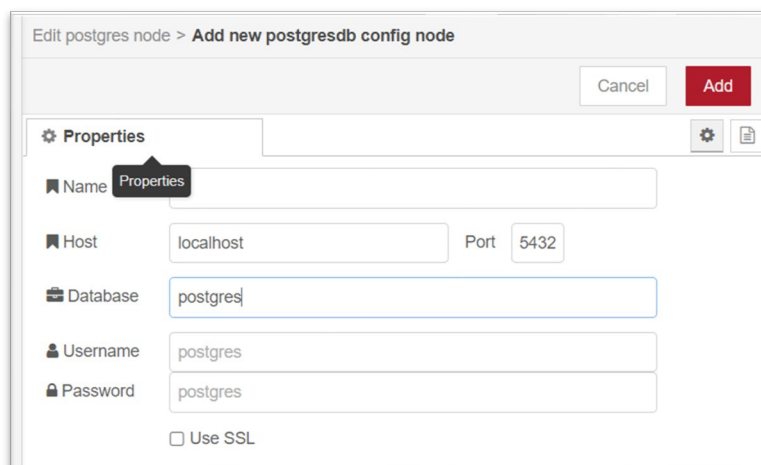 Edit postgres node > Add new postgresdb config node
Cancel Add
Properties
Properties
Name
Host localhost Port 5432
Database postgres
Username postgres
Password postgres
Use SSL